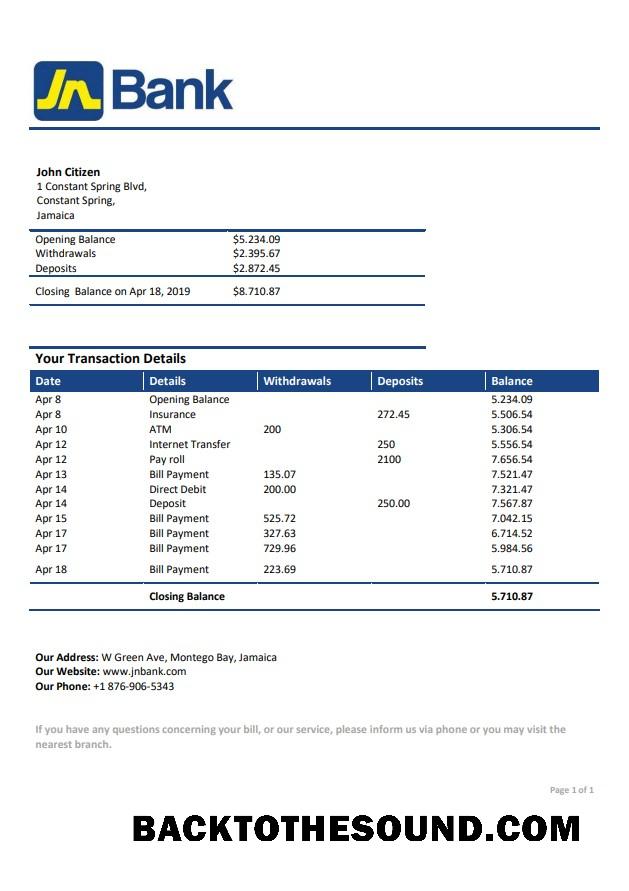 Jn Bank
John Citizen
1 Constant Spring Blvd,
Constant Spring,
Jamaica
Opening Balance $5.234.09
Withdrawals $2.395.67
Deposits $2.872.45
Closing Balance on Apr 18, 2019 $8.710.87
Your Transaction Details
Date Details Withdrawals Deposits Balance
Apr 8 Opening Balance 5.234.09
Apr 8 Insurance 272.45 5.506.54
Apr 10 ATM 200 5.306.54
Apr 12 Internet Transfer 250 5.556.54
Apr 12 Pay roll 2100 7.656.54
Apr 13 Bill Payment 135.07 7.521.47
Apr 14 Direct Debit 200.00 7.321.47
Apr 14 Deposit 250.00 7.567.87
Apr 15 Bill Payment 525.72 7.042.15
Apr 17 Bill Payment 327.63 6.714.52
Apr 17 Bill Payment 729.96 5.984.56
Apr 18 Bill Payment 223.69 5.710.87
Closing Balance 5.710.87
Our Address: W Green Ave, Montego Bay, Jamaica
Our Website: www.jnbank.com
Our Phone: +1 876-906-5343
If you have any questions concerning your bill, or our service, please inform us via phone or you may visit the
nearest branch.
Page 1 of 1
BACKTOTHESOUND.COM